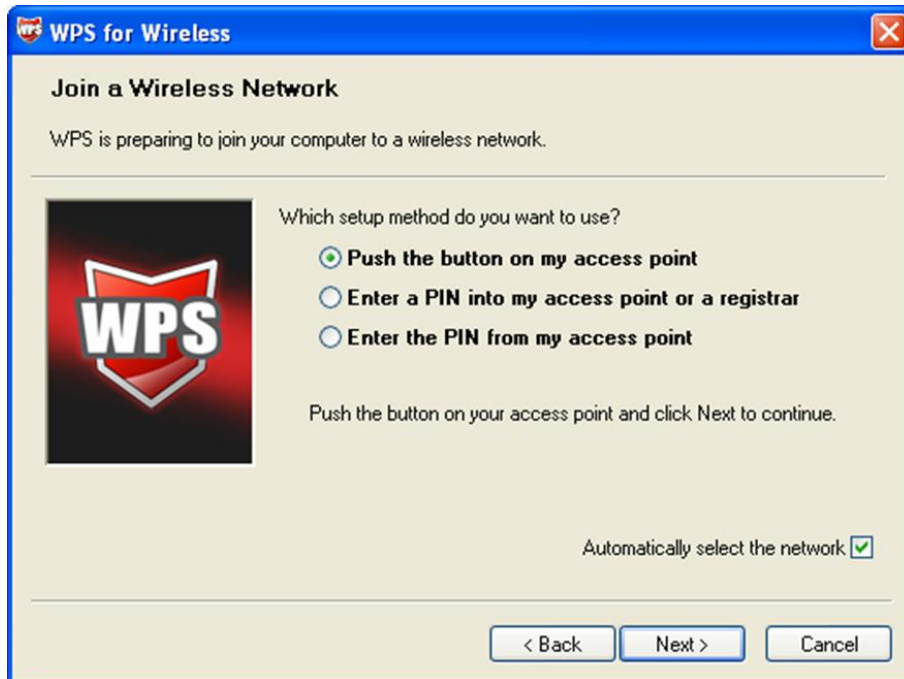 WPS for Wireless
Join a Wireless Network
WPS is preparing to join your computer to a wireless network.
Which setup method do you want to use?
Push the button on my access point
Enter a PIN into my access point or a registrar
Enter the PIN from my access point
WPS
Push the button on your access point and click Next to continue.
Automatically select the network
< Back
Next >
Cancel